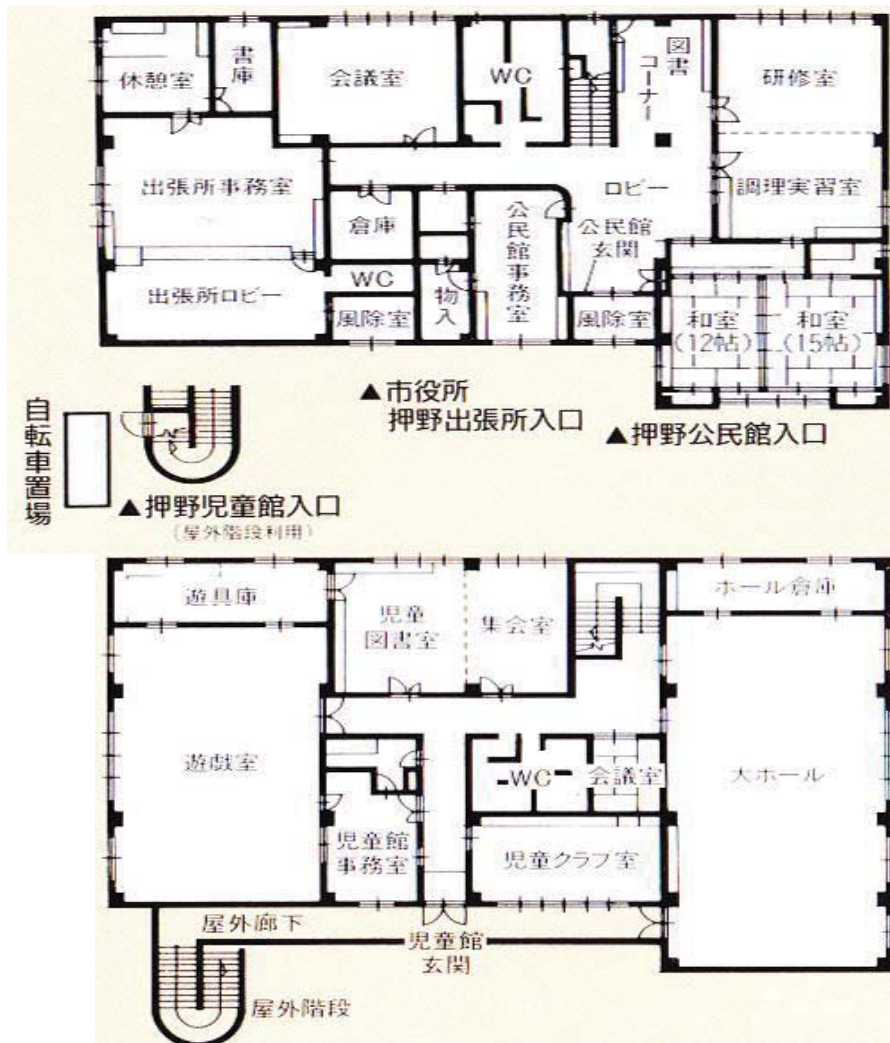 休憩室
書庫
会議室
WC
図書
コーナー
研修室
出張所事務室
倉庫
公民館事務室
ロビー
調理実習室
公民館
玄関
出張所ロビー
WC
物入
風除室
風除室
和室
(12帖)
和室
(15帖)
▲市役所
押野出張所入口
▲押野公民館入口
自転車置場
▲押野児童館入口
(屋外階段利用)
遊具庫
児童
図書室
集会室
ホール倉庫
遊戯室
WC
会議室
大ホール
児童館
事務室
児童クラブ室
屋外廊下
児童館
玄関
屋外階段